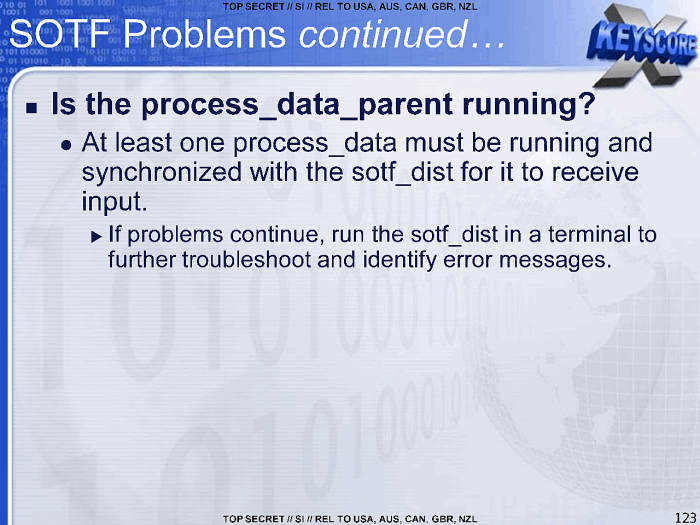 TOP SECRET // SI // REL TO USA, AUS, CAN, GBR, NZL
SOTF Problems continued…
XKEYSCORE
Is the process_data_parent running?
At least one process_data must be running and
synchronized with the sotf_dist for it to receive
input.
If problems continue, run the sotf_dist in a terminal to
further troubleshoot and identify error messages.
TOP SECRET // SI // REL TO USA, AUS, CAN, GBR, NZL
123